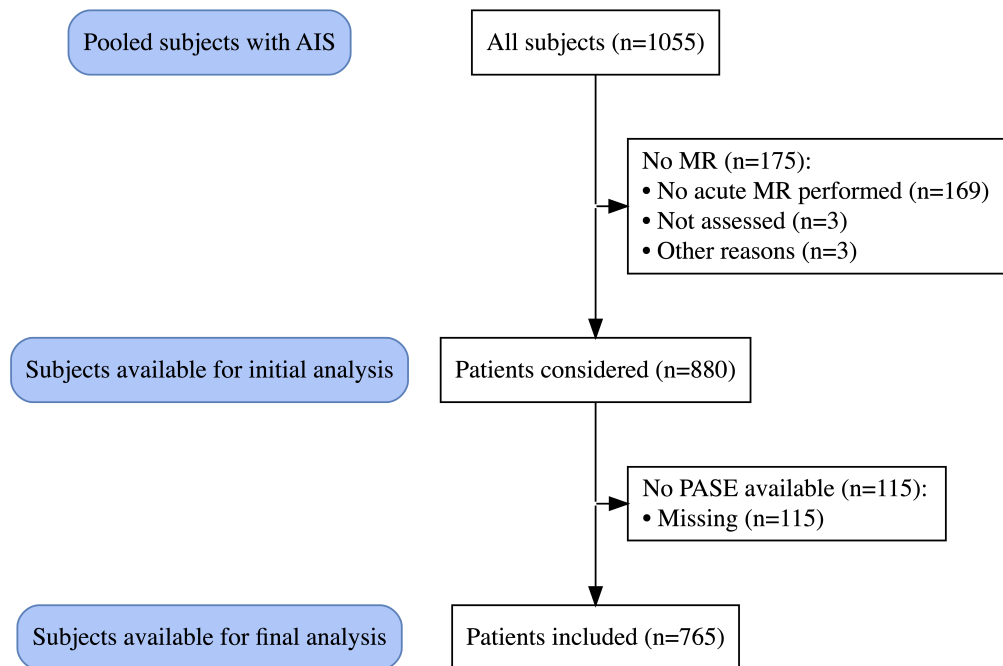 Pooled subjects with AIS
All subjects (n=1055)
No MR (n=175):
• No acute MR performed (n=169)
• Not assessed (n=3)
• Other reasons (n=3)
Subjects available for initial analysis
Patients considered (n=880)
No PASE available (n=115):
• Missing (n=115)
Subjects available for final analysis
Patients included (n=765)